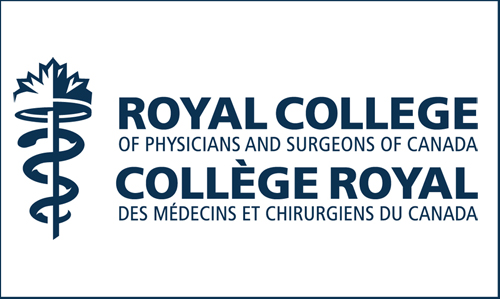 ROYAL COLLEGE
OF PHYSICIANS AND SURGEONS OF CANADA
COLLÈGE ROYAL
DES MÉDECINS ET CHIRURGIENS DU CANADA